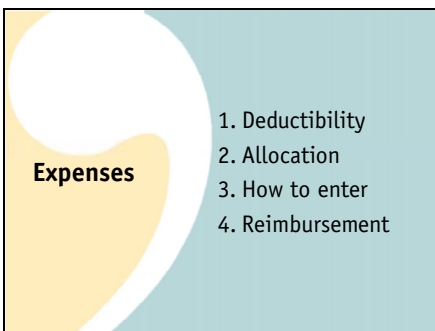 Expenses
1. Deductibility
2. Allocation
3. How to enter
4. Reimbursement